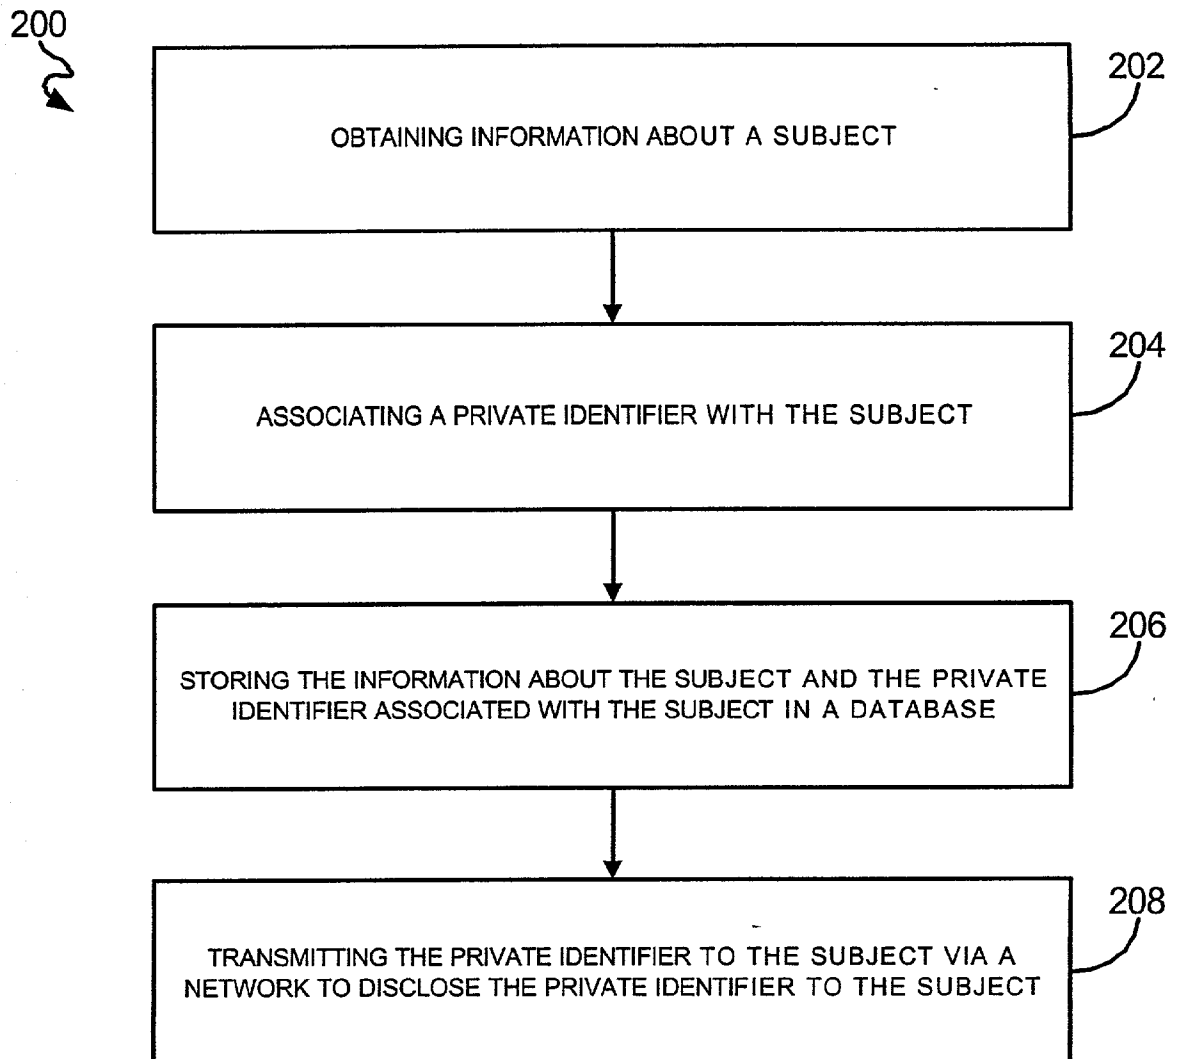 200
202
OBTAINING INFORMATION ABOUT A SUBJECT
204
ASSOCIATING A PRIVATE IDENTIFIER WITH THE SUBJECT
206
STORING THE INFORMATION ABOUT THE SUBJECT AND THE PRIVATE
IDENTIFIER ASSOCIATED WITH THE SUBJECT IN A DATABASE
208
TRANSMITTING THE PRIVATE IDENTIFIER TO THE SUBJECT VIA A
NETWORK TO DISCLOSE THE PRIVATE IDENTIFIER TO THE SUBJECT